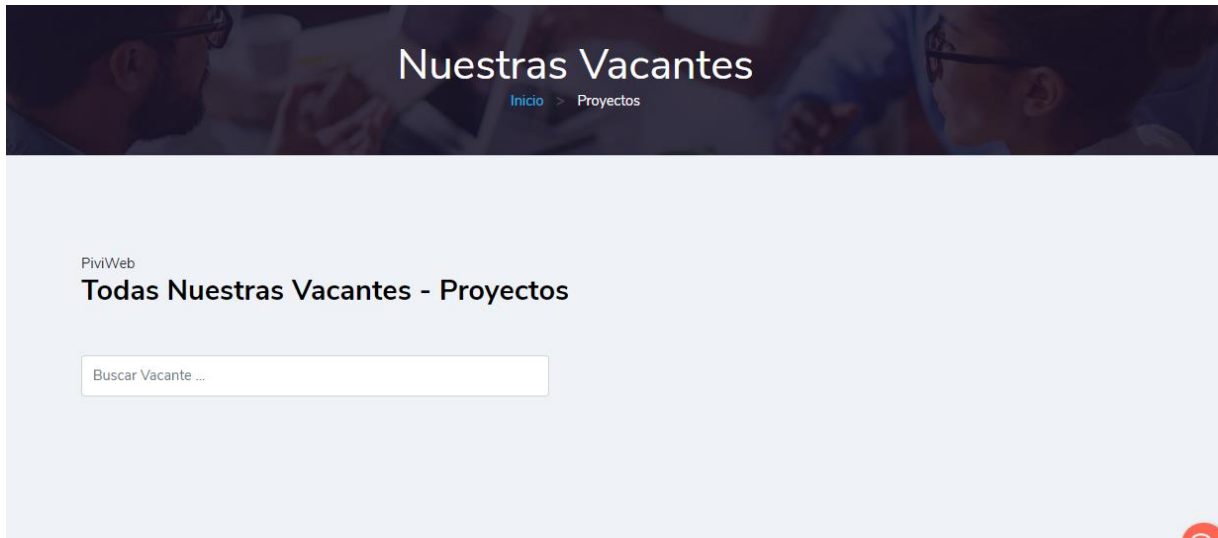 Nuestras Vacantes
Inicio > Proyectos
PiviWeb
Todas Nuestras Vacantes - Proyectos
Buscar Vacante ...